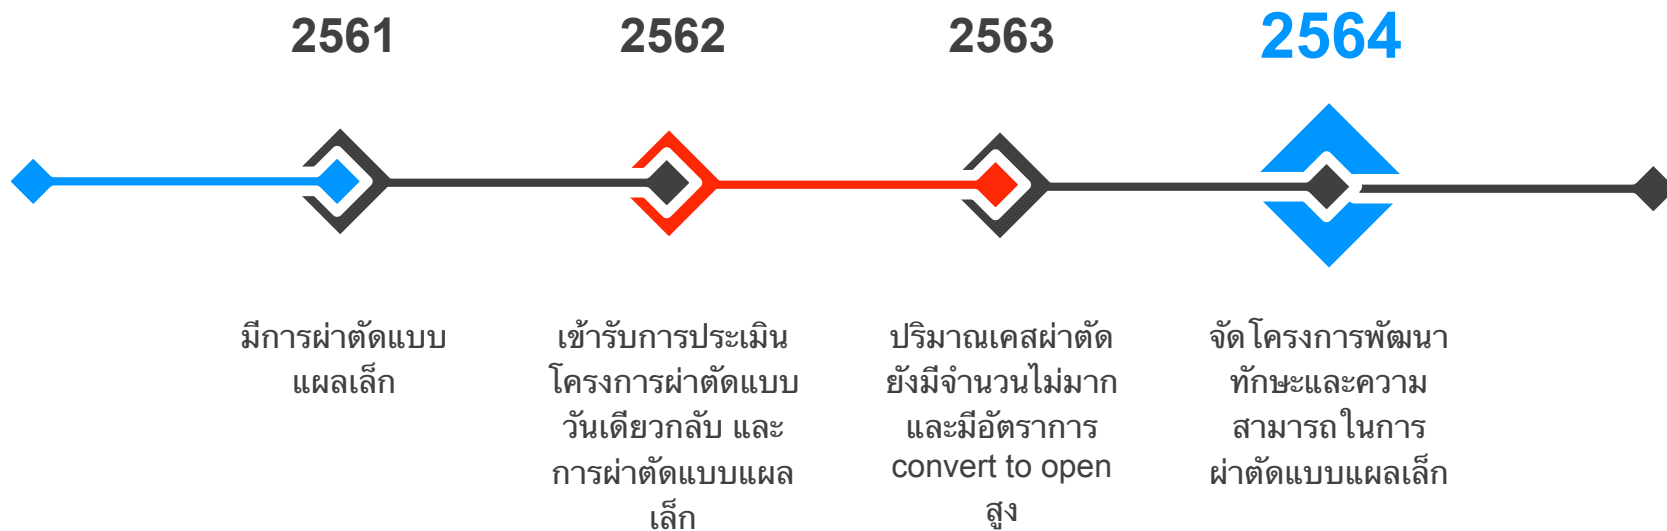 2561
2562
2563
2564
มีการผ่าตัดแบบ
แผลเล็ก
เข้ารับการประเมิน
โครงการผ่าตัดแบบ
วันเดียวกลับ และ
การผ่าตัดแบบแผล
เล็ก
ปริมาณเคสผ่าตัด
ยังมีจำนวนไม่มาก
และมีอัตราการ
convert to open
สูง
จัดโครงการพัฒนา
ทักษะและความ
สามารถในการ
ผ่าตัดแบบแผลเล็ก